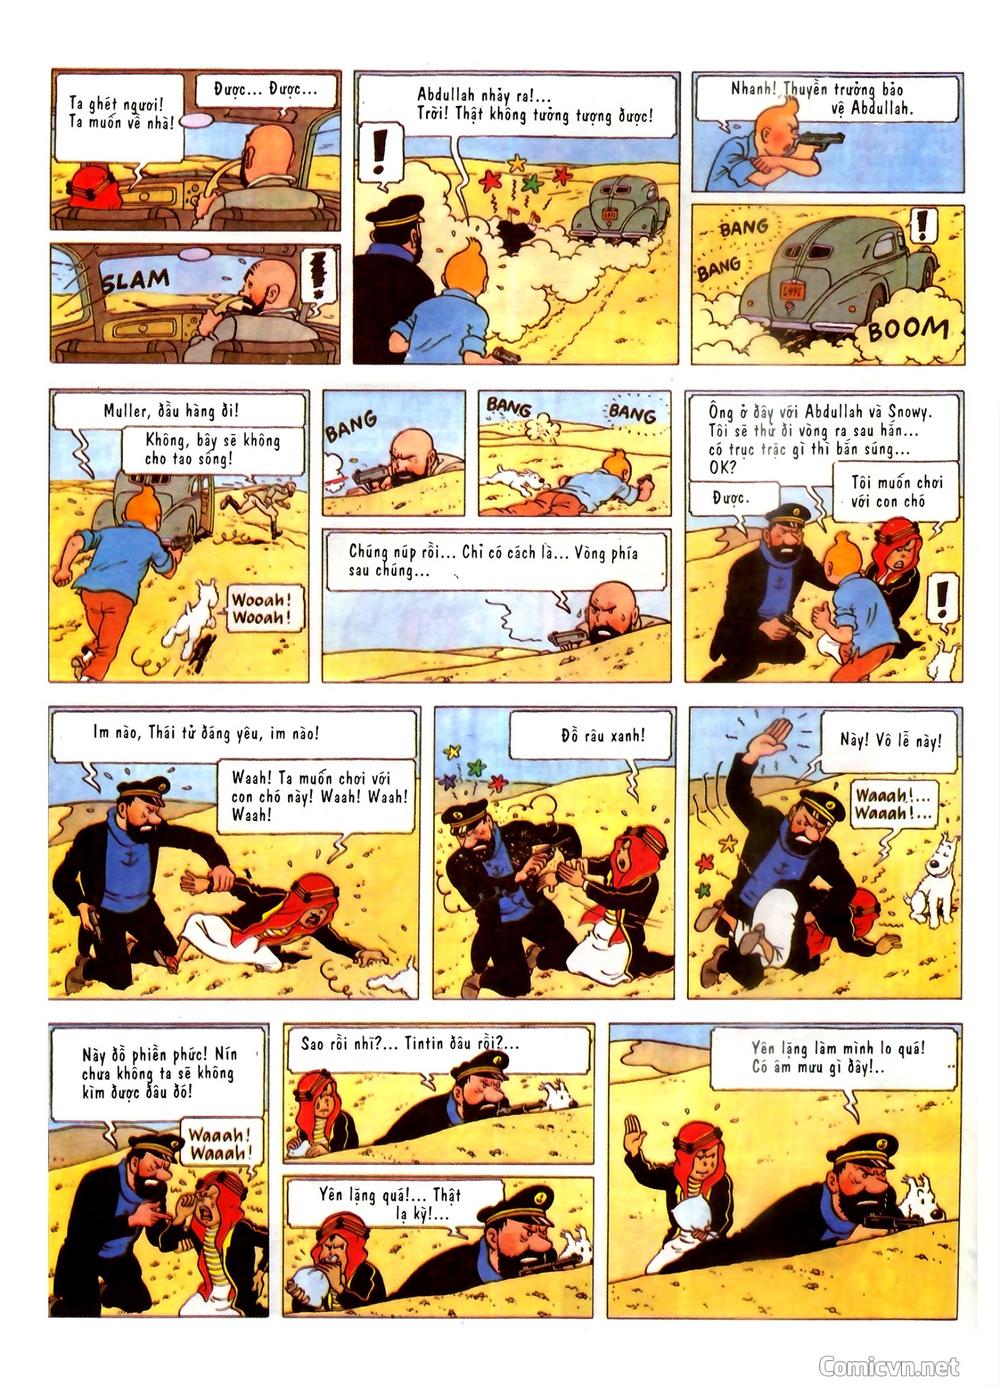 Ta ghét ngươi!
Ta muốn về nhà!
Được... Được...
SLAM
!
Abdullah nhảy ra!...
Trời! Thật không tưởng tượng được!
Nhanh! Thuyền trưởng bảo
vệ Abdullah.
BANG
BANG
!
BOOM
Muller, đầu hàng đi!
Không, bây sẽ không
cho tao sống!
Wooah!
Wooah!
BANG
BANG
BANG
Chúng núp rồi... Chỉ có cách là... Vòng phía
sau chúng...
Ông ở đây với Abdullah và Snowy.
Tôi sẽ thử đi vòng ra sau hắn...
có trục trặc gì thì bắn súng...
OK?
Được.
Tôi muốn chơi
với con chó
!
Im nào, Thái tử đáng yêu, im nào!
Waah! Ta muốn chơi với
con chó này! Waah! Waah!
Waah!
Đồ râu xanh!
Này! Vô lễ này!
Waaah!...
Waaah!...
Này đồ phiền phức! Nín
chưa không ta sẽ không
kìm được đâu đó!
Waaah!
Waaah!
Sao rồi nhĩ?... Tintin đâu rồi?...
Yên lặng quá!... Thật
lạ kỳ!...
Yên lặng làm mình lo quá!
Có âm mưu gì đây!..
Comicvn.net